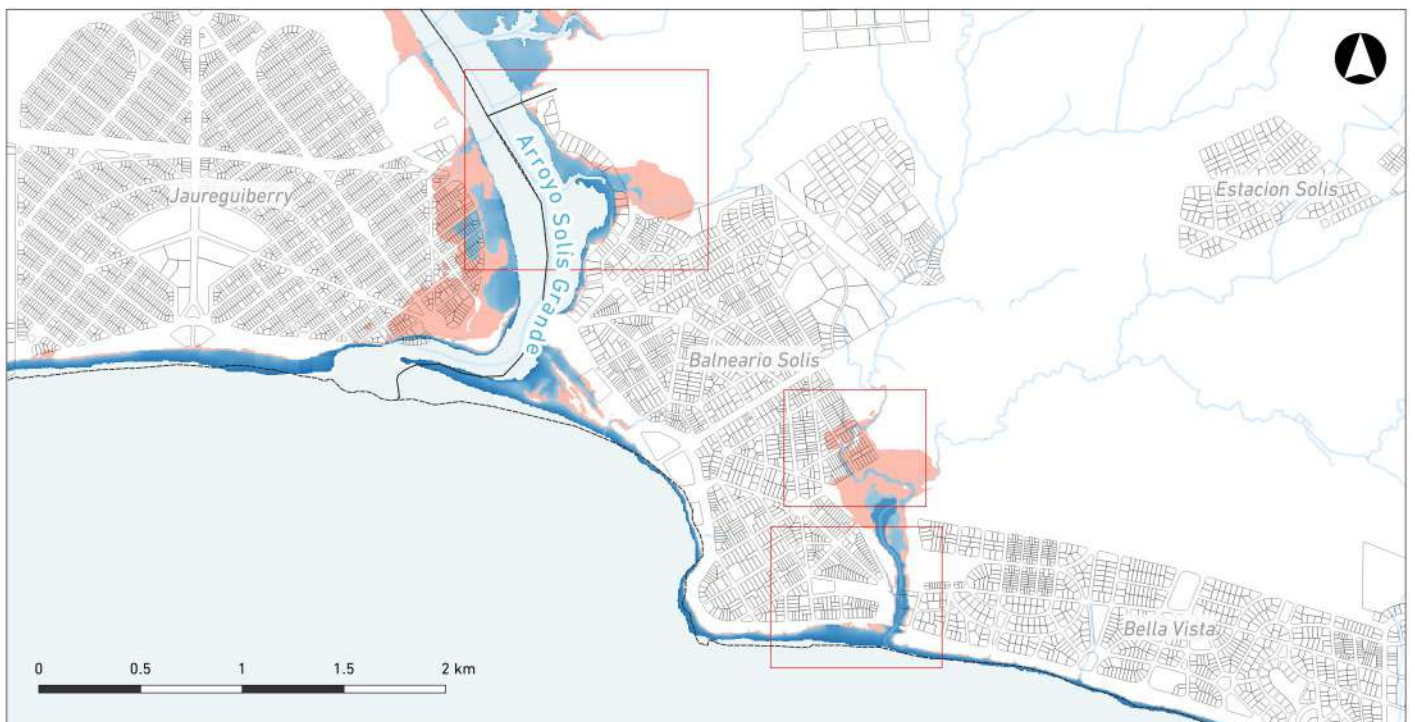 Jaureguiberry
Arroyo Solis Grande
Estacion Solis
Balneario Solis
Bella Vista
0 0.5 1 1.5 2 km